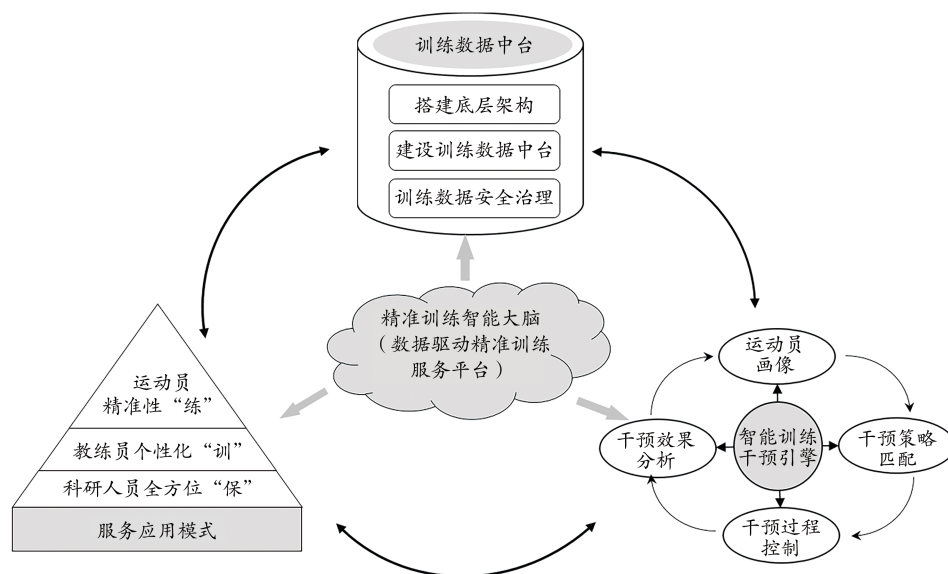 训练数据中台
搭建底层架构
建设训练数据中台
训练数据安全治理
精准训练智能大脑
（数据驱动精准训练
服务平台）
运动员
精准性“练”
教练员个性化“训”
科研人员全方位“保”
服务应用模式
运动员
画像
干预效果
分析
智能训练
干预引擎
干预策略
匹配
干预过程
控制